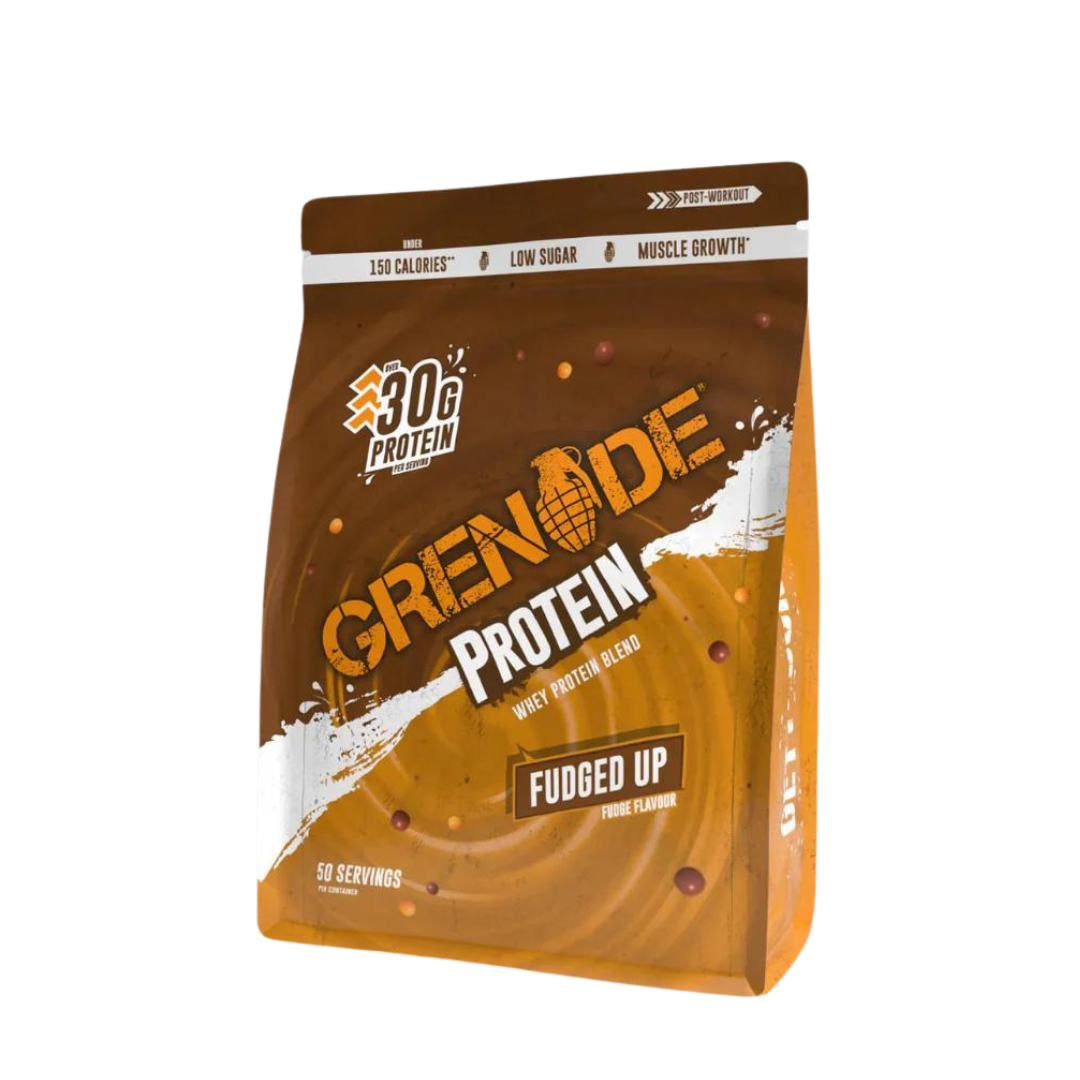 POST-WORKOUT
UNDER
150 CALORIES** LOW SUGAR MUSCLE GROWTH*
OVER
30G
PROTEIN
PER SERVING
GRENADE®
PROTEIN
WHEY PROTEIN BLEND
FUDGED UP
FUDGE FLAVOUR
50 SERVINGS
PER CONTAINER
GET